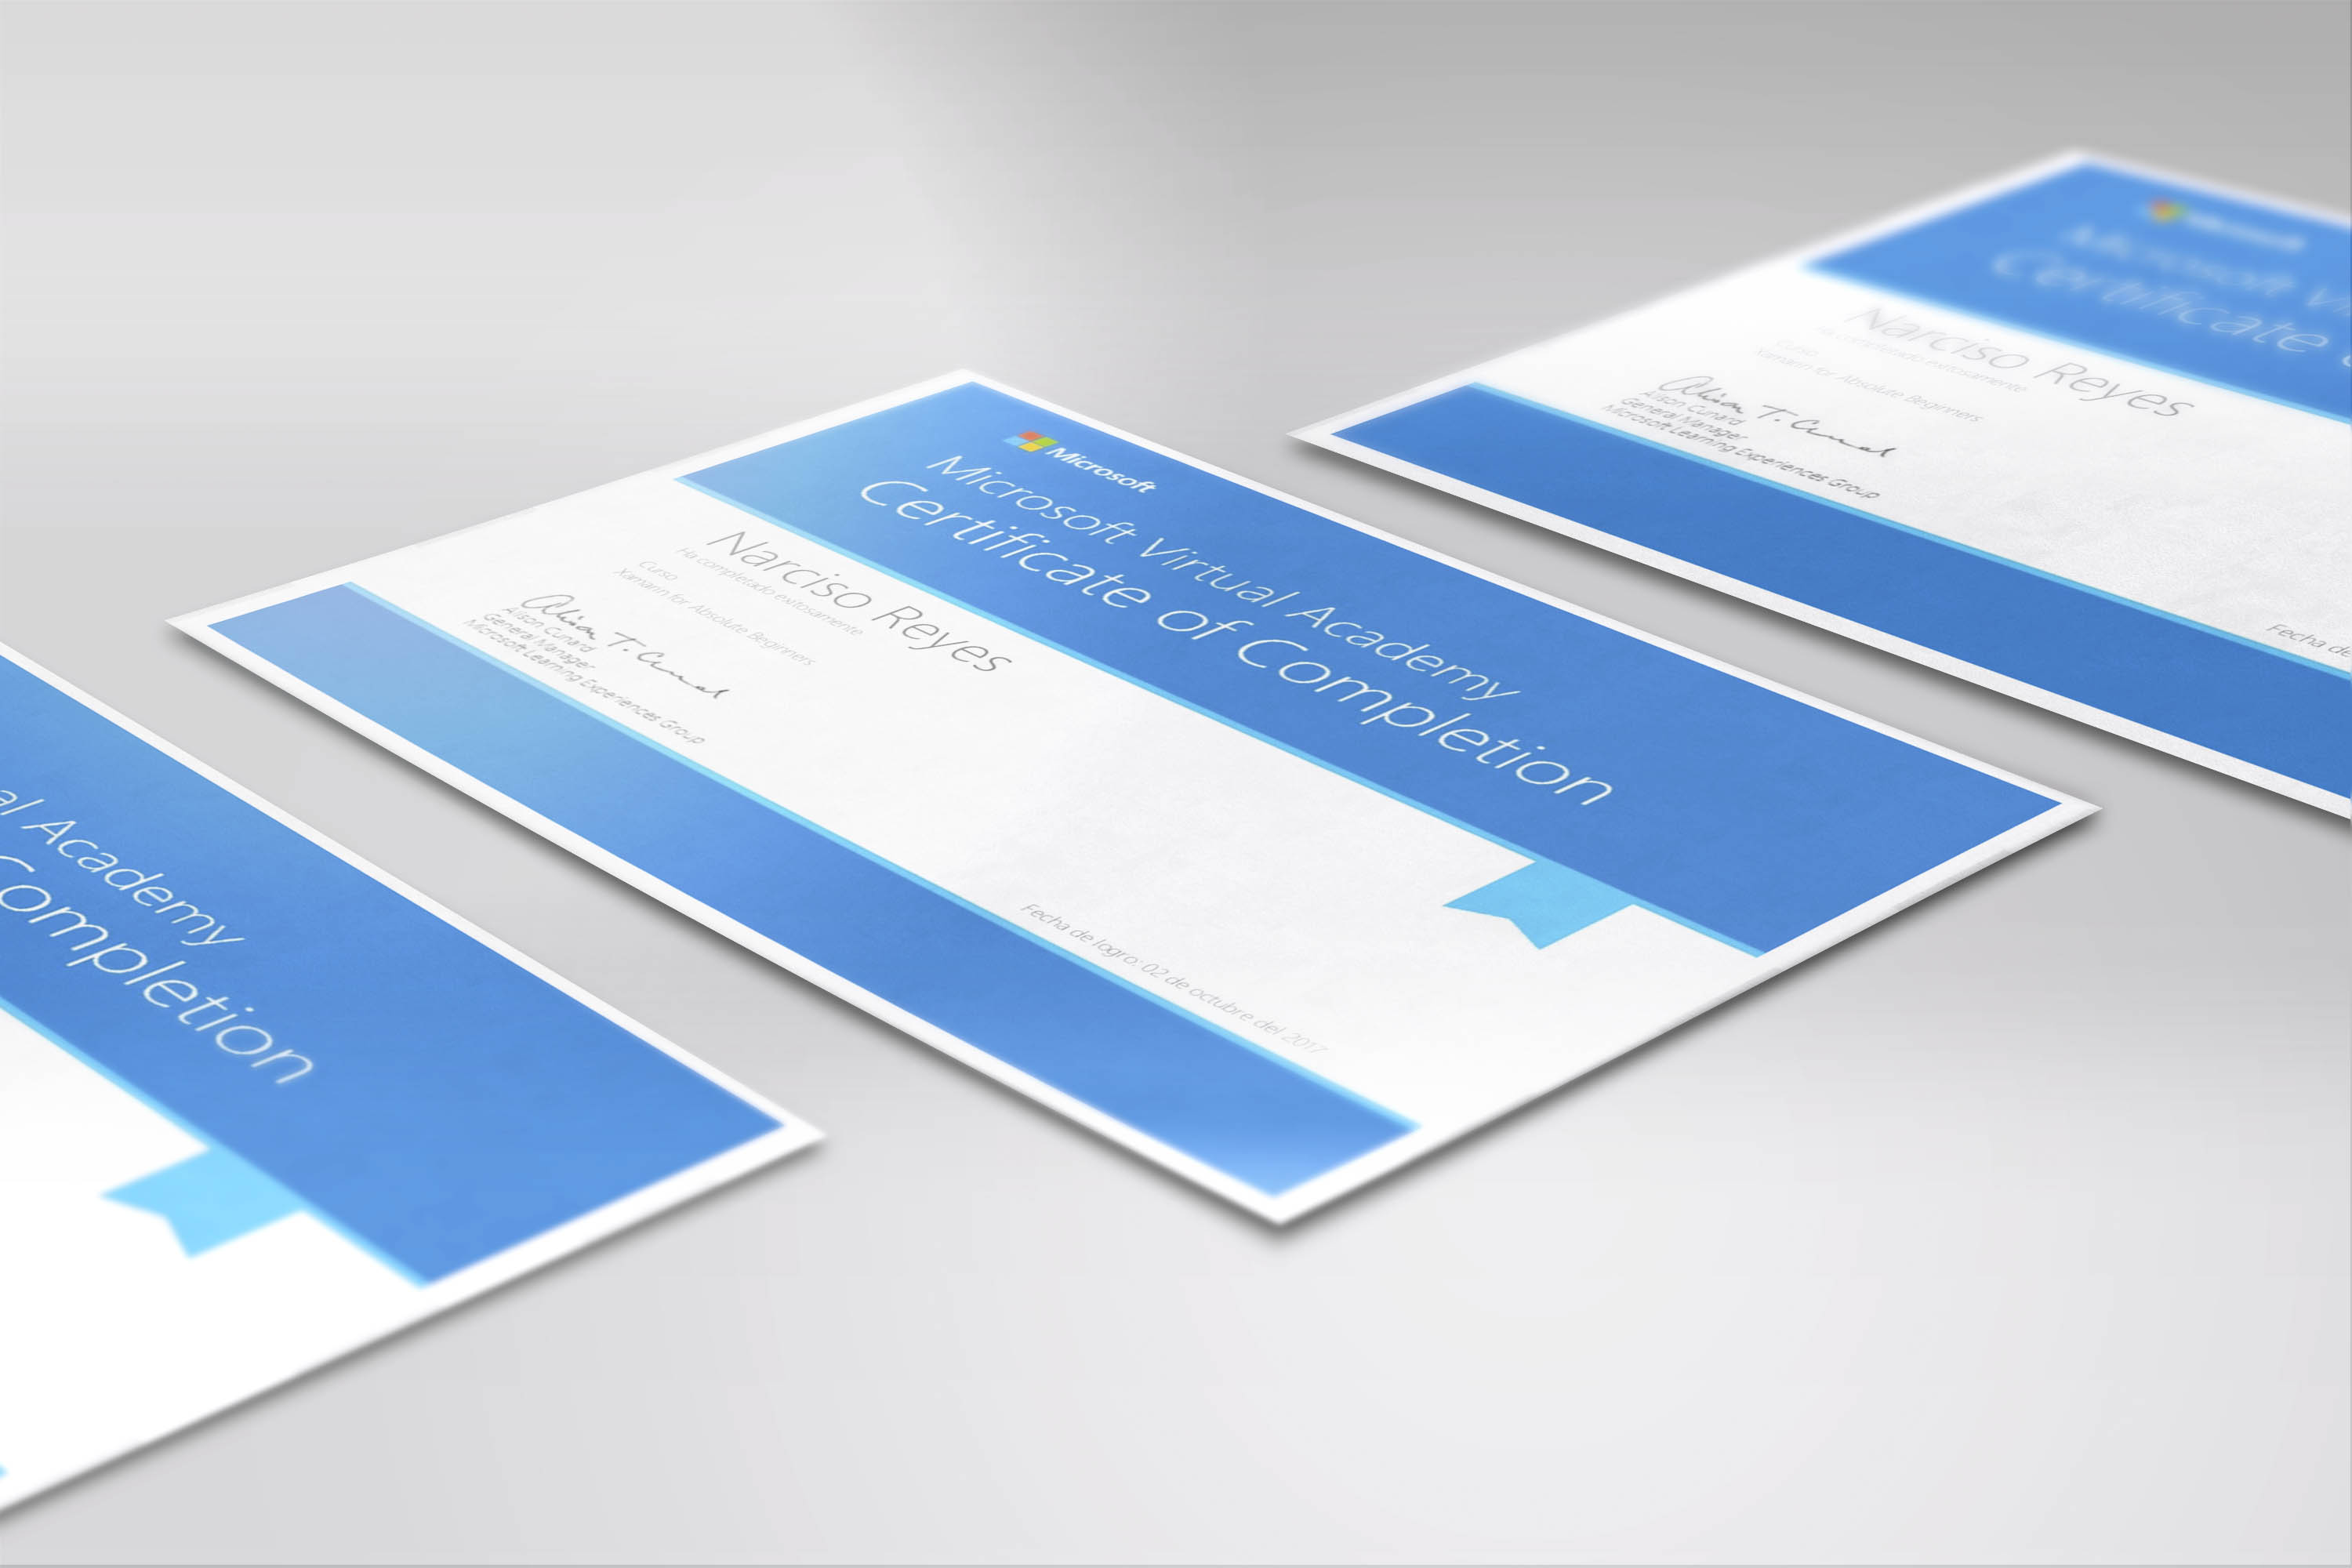 Microsoft
Microsoft Virtual Academy
Certificate of Completion
Narciso Reyes
Ha completado exitosamente
Curso
Xamarin for Absolute Beginners
Alison T. Cunard
Alison Cunard
General Manager
Microsoft Learning Experiences Group
Fecha de logro: 02 de octubre del 2017
Microsoft
Microsoft Vi
Certificate
Narciso Reyes
Ha completado exitosamente
Curso
Xamarin for Absolute Beginners
Alison T. Cunard
Alison Cunard
General Manager
Microsoft Learning Experiences Group
Fecha de
al Academy
Completion